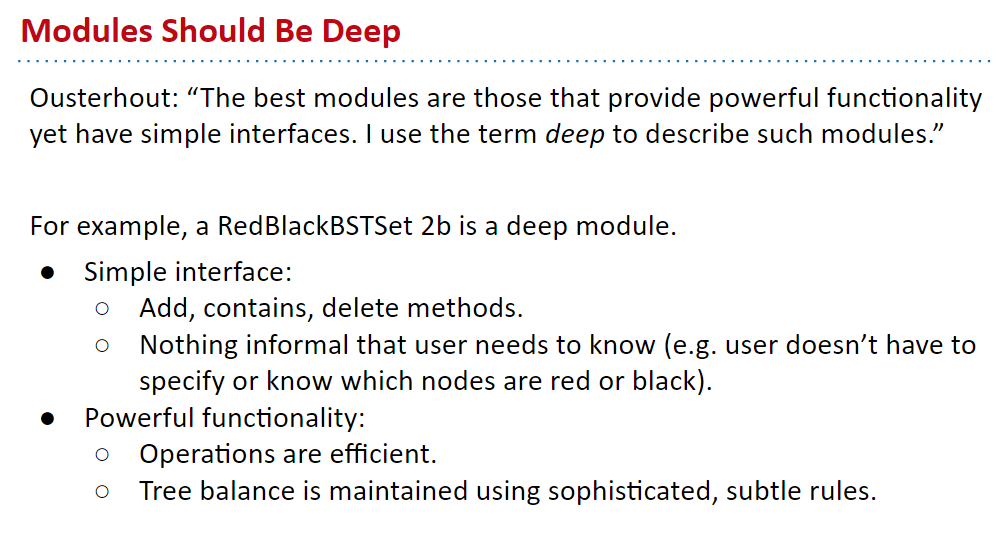 Modules Should Be Deep
Ousterhout: “The best modules are those that provide powerful functionality
yet have simple interfaces. I use the term deep to describe such modules.”
For example, a RedBlackBSTSet 2b is a deep module.
● Simple interface:
○ Add, contains, delete methods.
○ Nothing informal that user needs to know (e.g. user doesn’t have to
specify or know which nodes are red or black).
● Powerful functionality:
○ Operations are efficient.
○ Tree balance is maintained using sophisticated, subtle rules.